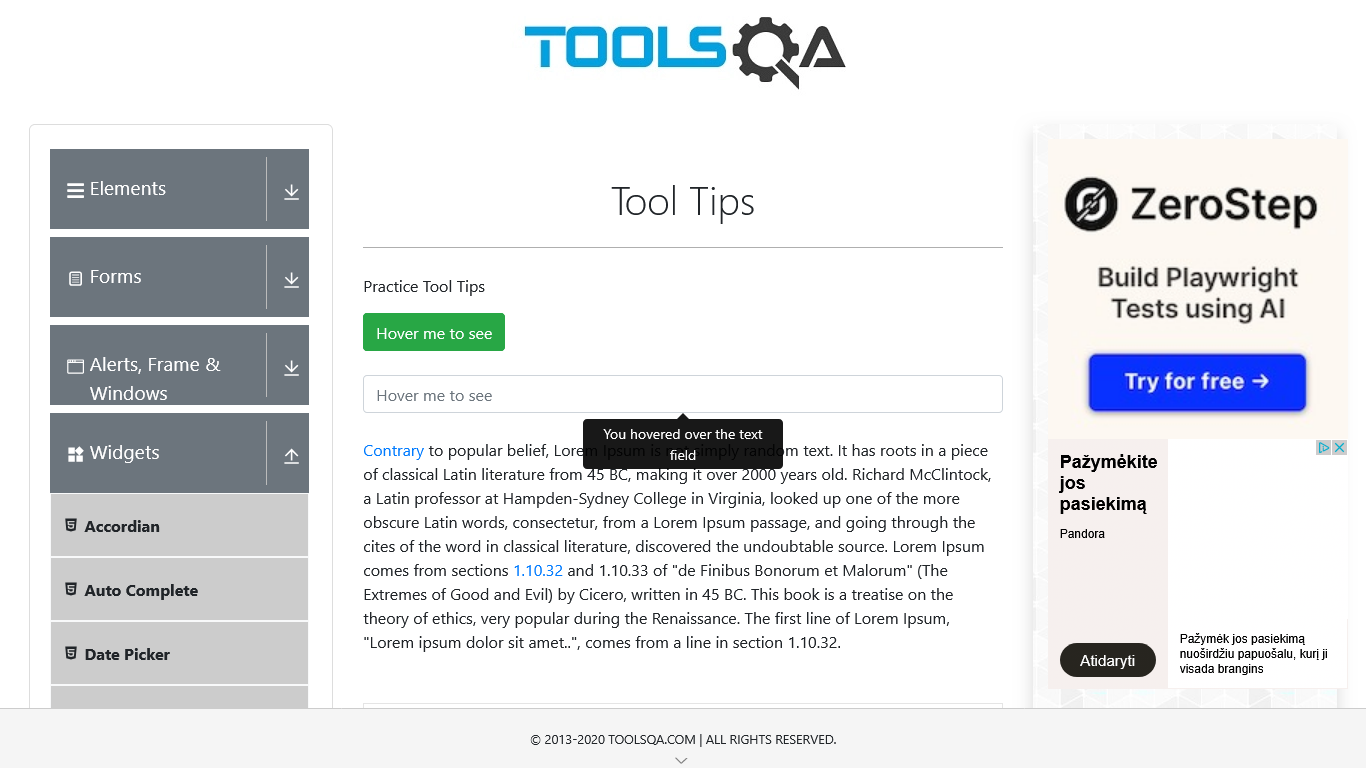 TOOLSQA
Elements
Forms
Alerts, Frame &
Windows
Widgets
Accordian
Auto Complete
Date Picker
Tool Tips
Practice Tool Tips
Hover me to see
Hover me to see
You hovered over the text
field
Contrary to popular belief, Lorem Ipsum is not simply random text. It has roots in a piece
of classical Latin literature from 45 BC, making it over 2000 years old. Richard McClintock,
a Latin professor at Hampden-Sydney College in Virginia, looked up one of the more
obscure Latin words, consectetur, from a Lorem Ipsum passage, and going through the
cites of the word in classical literature, discovered the undoubtable source. Lorem Ipsum
comes from sections 1.10.32 and 1.10.33 of "de Finibus Bonorum et Malorum" (The
Extremes of Good and Evil) by Cicero, written in 45 BC. This book is a treatise on the
theory of ethics, very popular during the Renaissance. The first line of Lorem Ipsum,
"Lorem ipsum dolor sit amet..", comes from a line in section 1.10.32.
ZeroStep
Build Playwright
Tests using AI
Try for free →
Pažymėkite
jos
pasiekimą
Pandora
Atidaryti
Pažymėk jos pasiekimą
nuoširdžiu papuošalu, kurį ji
visada brangins
© 2013-2020 TOOLSQA.COM | ALL RIGHTS RESERVED.